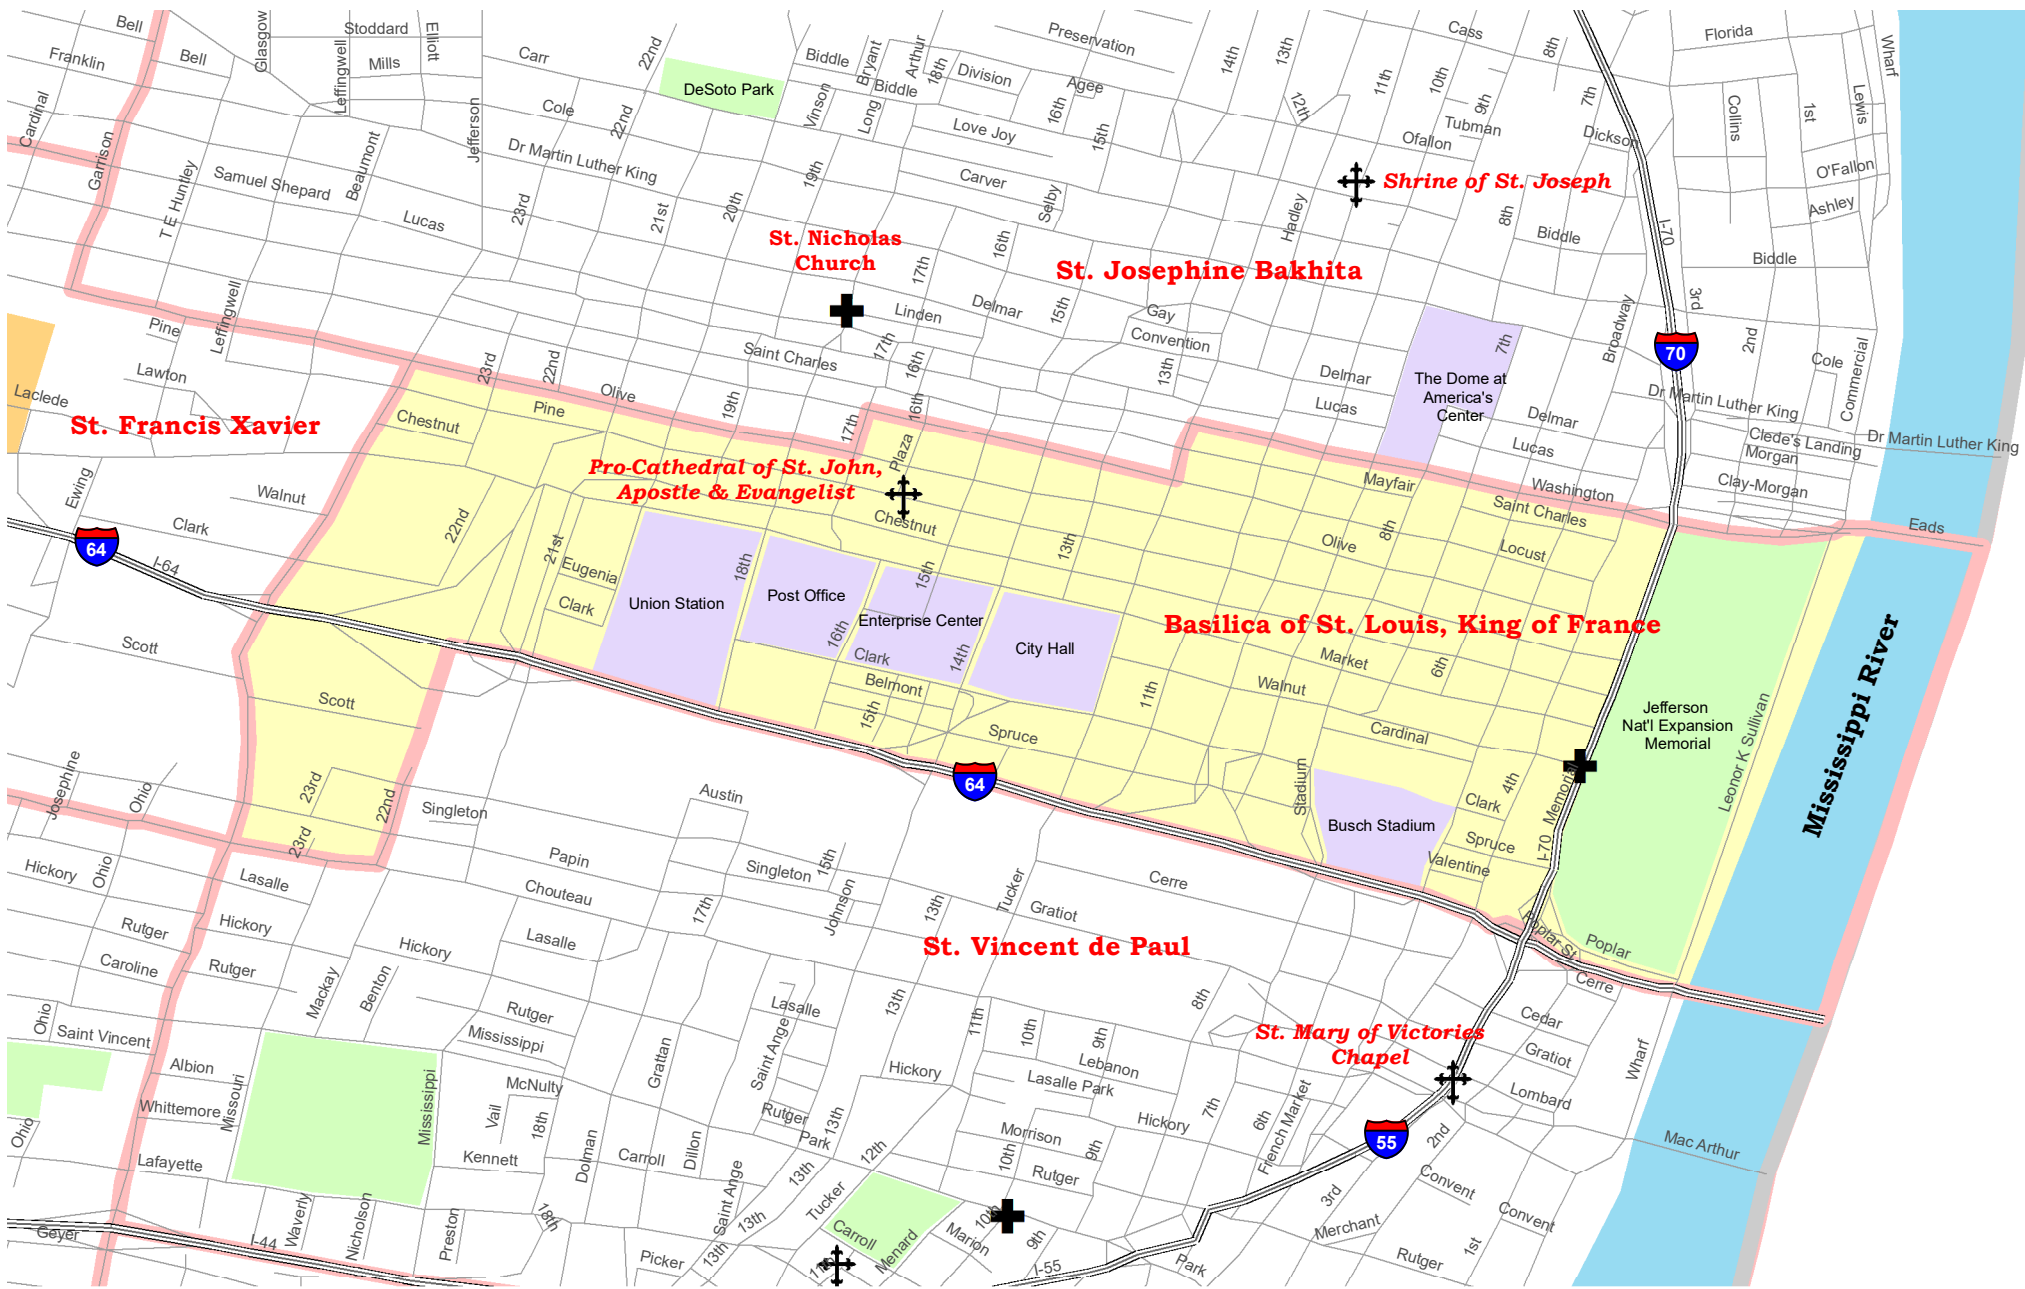 Bell
Glasgow
Stoddard
Elliott
22nd
Biddle
Bryant
Arthur
18th
Preservation
14th
13th
Cass
8th
Florida
Wharf
Franklin
Bell
Leffingwell
Mills
Carr
DeSoto Park
Biddle
Division
Agee
11th
10th
9th
7th
Collins
1st
Lewis
Cardinal
Garrison
Jefferson
Cole
22nd
Vinson
Long
Love Joy
16th
15th
12th
Ofallon
Tubman
Dickson
T E Huntley
Samuel Shepard
Beaumont
Dr Martin Luther King
19th
Carver
Selby
Shrine of St. Joseph
O'Fallon
Ashley
Lucas
23rd
21st
20th
St. Nicholas
Church
17th
16th
Hadley
8th
Biddle
I-70
Biddle
St. Josephine Bakhita
Leffingwell
Pine
Linden
Delmar
15th
Gay
Convention
7th
Broadway
3rd
2nd
70
Lawton
23rd
22nd
Saint Charles
17th
16th
13th
Delmar
The Dome at
America's
Center
Cole
Commercial
Laclede
Olive
Pine
19th
17th
16th
Lucas
Delmar
Dr Martin Luther King
St. Francis Xavier
Chestnut
Plaza
Lucas
Clede's Landing
Morgan
Dr Martin Luther King
Pro-Cathedral of St. John,
Apostle & Evangelist
Mayfair
Washington
Clay-Morgan
Ewing
Walnut
Clark
22nd
21st
Chestnut
13th
Olive
8th
Saint Charles
Locust
Eads
64
I-64
Eugenia
Clark
Union Station
18th
Post Office
15th
Enterprise Center
16th
14th
City Hall
Basilica of St. Louis, King of France
Scott
Scott
Clark
Belmont
15th
Spruce
11th
Market
Walnut
6th
Cardinal
Jefferson
Nat'l Expansion
Memorial
Leonor K Sullivan
Mississippi River
Josephine
Ohio
23rd
23rd
22nd
Singleton
Austin
64
Stadium
Busch Stadium
Clark
4th
Memorial
Spruce
Valentine
I-70
Hickory
Ohio
Lasalle
Papin
Singleton
15th
Chouteau
Tucker
Cerre
Rutger
Hickory
Hickory
Lasalle
17th
Johnson
13th
Gratiot
Poplar St
Poplar
Caroline
Rutger
Mackay
Benton
St. Vincent de Paul
Cerre
Ohio
Saint Vincent
Rutger
Mississippi
Lasalle
13th
11th
10th
9th
8th
St. Mary of Victories
Chapel
Cedar
Gratiot
Wharf
Albion
Missouri
Mississippi
McNulty
Grattan
Saint Ange
Hickory
Lebanon
Lasalle Park
Lombard
Whittemore
Vail
18th
Rutger
Park
13th
Morrison
Hickory
7th
6th
French Market
55
2nd
Mac Arthur
Ohio
Lafayette
Kennett
Dolman
Carroll
Dillon
12th
13th
10th
Rutger
9th
Convent
3rd
Waverly
Nicholson
Preston
18th
Saint Ange
13th
Tucker
Carroll
Menard
10th
Marion
9th
Merchant
Convent
1st
Geyer
I-44
Picker
13th
I-55
Park
Rutger